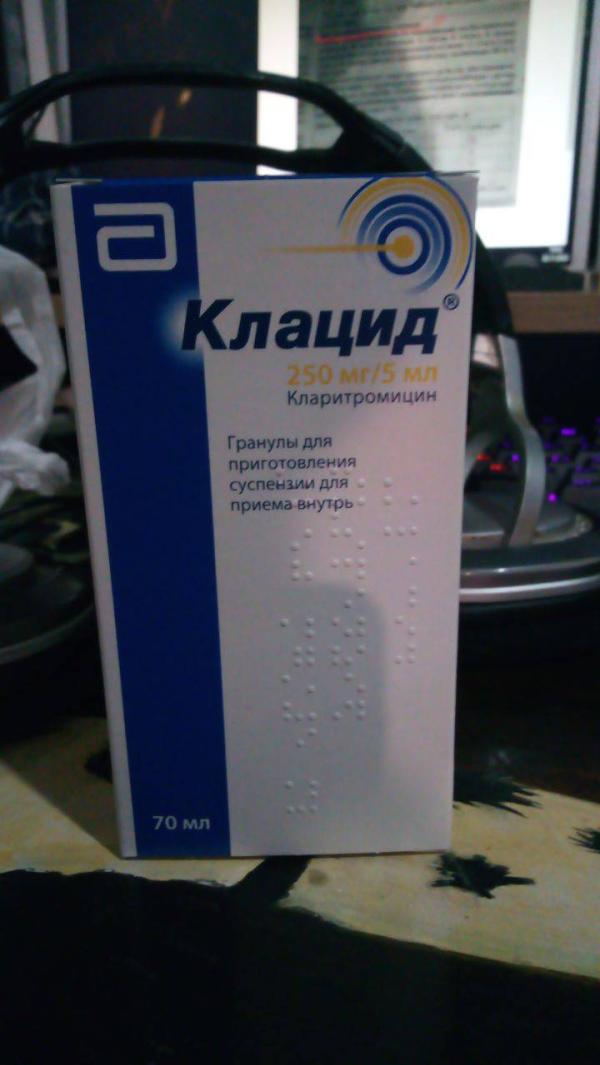 Клацид®
250 мг/5 мл
Кларитромицин
Гранулы для
приготовления
суспензии для
приема внутрь
70 мл